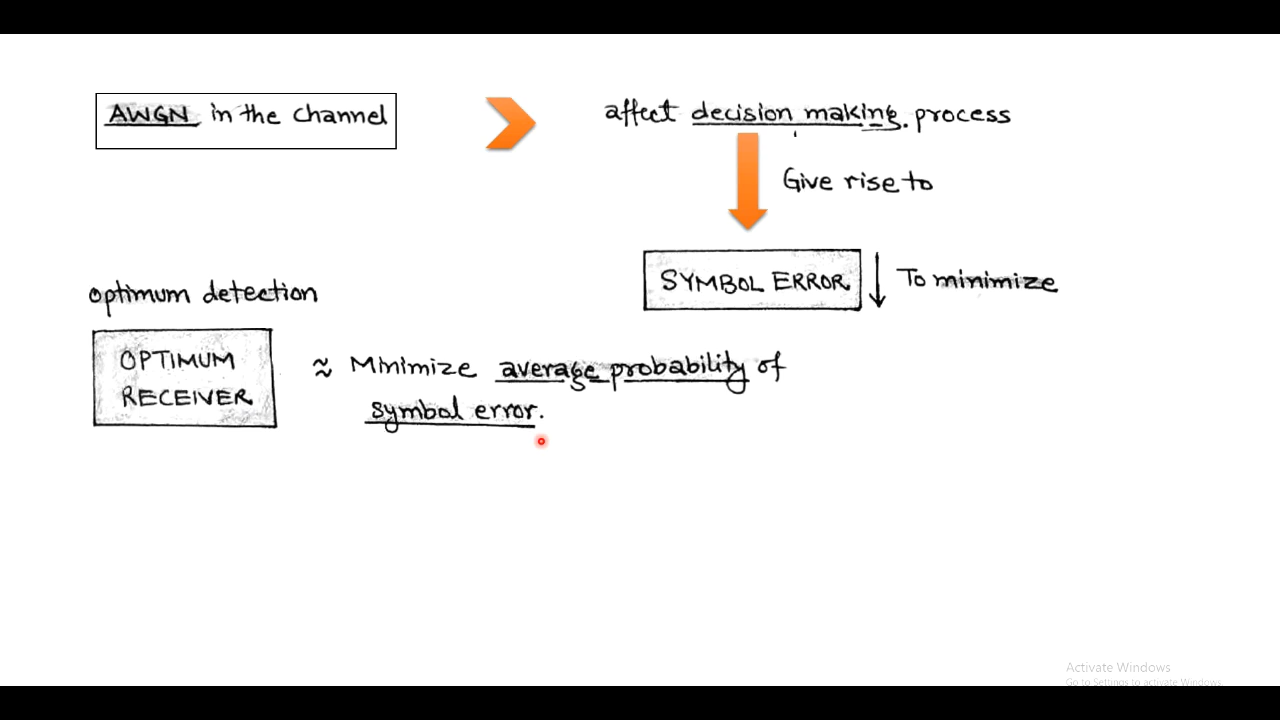 AWGN in the channel
affect decision making process
Give rise to
SYMBOL ERROR
To minimize
optimum detection
OPTIMUM
RECEIVER
≈ Minimize average probability of
symbol error.
Activate Windows
Go to Settings to activate Windows.